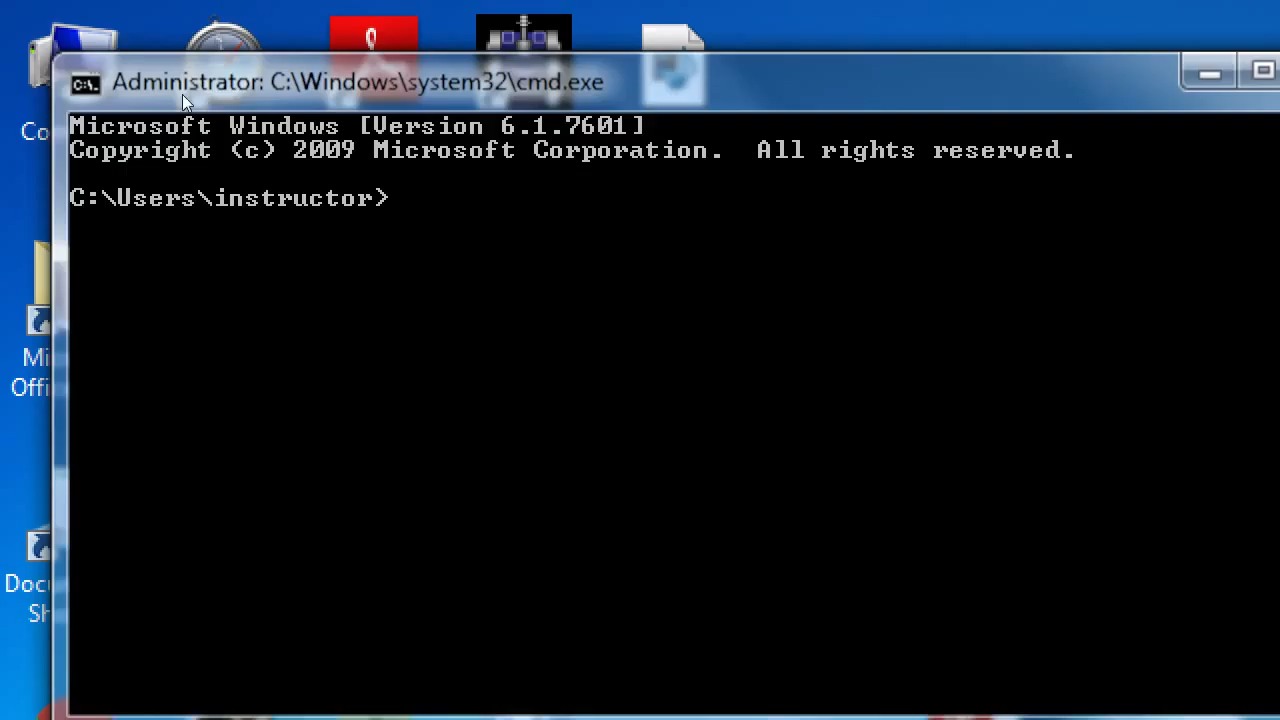 Administrator: C:\Windows\system32\cmd.exe
Microsoft Windows [Version 6.1.7601]
Copyright (c) 2009 Microsoft Corporation.  All rights reserved.
C:\Users\instructor>